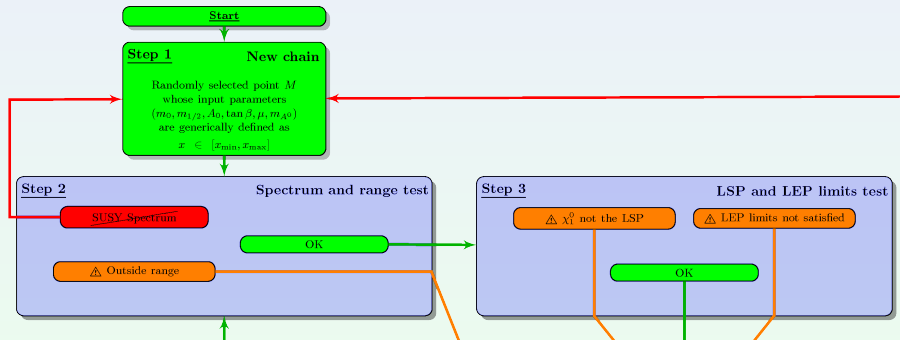 Start
Step 1
New chain
Randomly selected point M
whose input parameters
(m₀, m₁/₂, A₀, tan β, μ, m_A⁰)
are generically defined as
x ∈ [x_min, x_max]
Step 2
Spectrum and range test
SUSY Spectrum
OK
⚠ Outside range
Step 3
LSP and LEP limits test
⚠ χ₁⁰ not the LSP
⚠ LEP limits not satisfied
OK